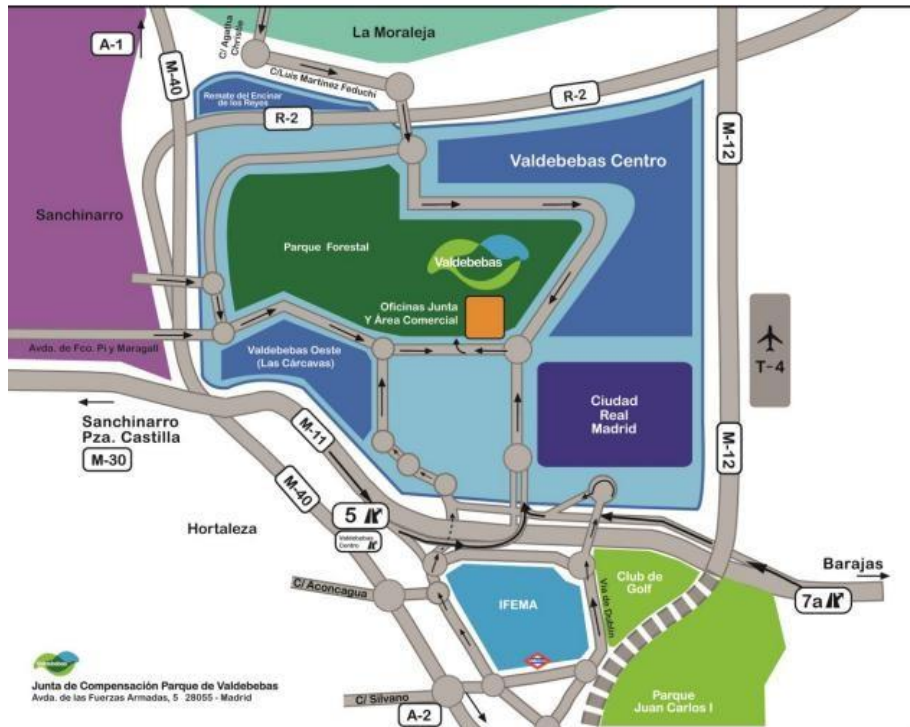 La Moraleja
A-1
C/ Agatha
Christie
M-40
C/Luis Martínez Feduchi
Remate del Encinar
de los Reyes
R-2
R-2
M-12
Valdebebas Centro
Sanchinarro
Parque Forestal
Valdebebas
Oficinas Junta
Y Área Comercial
Avda. de Fco. Pi y Maragall
Valdebebas Oeste
(Las Cárcavas)
T-4
Ciudad
Real
Madrid
Sanchinarro
Pza. Castilla
M-30
M-11
M-12
M-40
5
Valdebebas
Centro
Hortaleza
Barajas
7a
C/ Aconcagua
IFEMA
Club de
Golf
Vía de Dublín
Valdebebas
Junta de Compensación Parque de Valdebebas
Avda. de las Fuerzas Armadas, 5 28055 - Madrid
C/ Silvano
A-2
Parque
Juan Carlos I